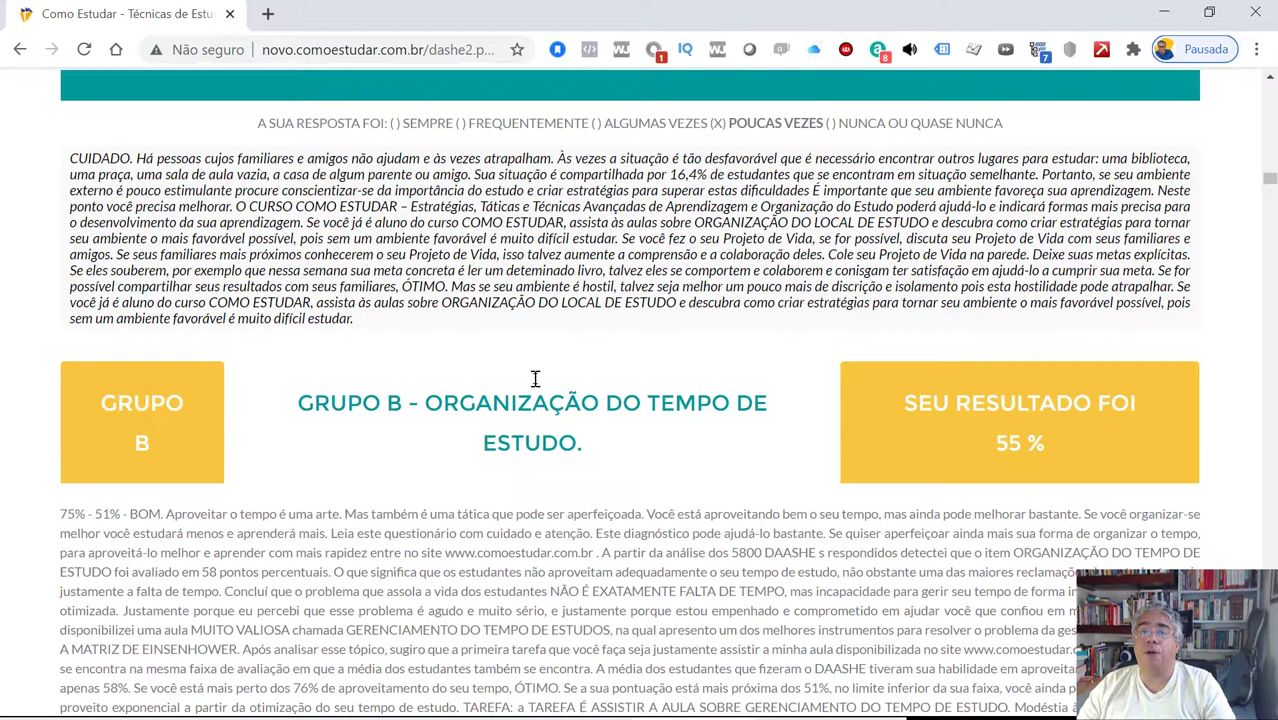 Como Estudar - Técnicas de Estu
Não seguro
novo.comoestudar.com.br/dashe2.p...
1
8
7
Pausada
A SUA RESPOSTA FOI: ( ) SEMPRE ( ) FREQUENTEMENTE ( ) ALGUMAS VEZES (X) POUCAS VEZES ( ) NUNCA OU QUASE NUNCA
CUIDADO. Há pessoas cujos familiares e amigos não ajudam e às vezes atrapalham. Às vezes a situação é tão desfavorável que é necessário encontrar outros lugares para estudar: uma biblioteca,
uma praça, uma sala de aula vazia, a casa de algum parente ou amigo. Sua situação é compartilhada por 16,4% de estudantes que se encontram em situação semelhante. Portanto, se seu ambiente
externo é pouco estimulante procure conscientizar-se da importância do estudo e criar estratégias para superar estas dificuldades É importante que seu ambiente favoreça sua aprendizagem. Neste
ponto você precisa melhorar. O CURSO COMO ESTUDAR – Estratégias, Táticas e Técnicas Avançadas de Aprendizagem e Organização do Estudo poderá ajudá-lo e indicará formas mais precisa para
o desenvolvimento da sua aprendizagem. Se você já é aluno do curso COMO ESTUDAR, assista às aulas sobre ORGANIZAÇÃO DO LOCAL DE ESTUDO e descubra como criar estratégias para tornar
seu ambiente o mais favorável possível, pois sem um ambiente favorável é muito difícil estudar. Se você fez o seu Projeto de Vida, se for possível, discuta seu Projeto de Vida com seus familiares e
amigos. Se seus familiares mais próximos conhecerem o seu Projeto de Vida, isso talvez aumente a comprensão e a colaboração deles. Cole seu Projeto de Vida na parede. Deixe suas metas explícitas.
Se eles souberem, por exemplo que nessa semana sua meta concreta é ler um deteminado livro, talvez eles se comportem e colaborem e conisgam ter satisfação em ajudá-lo a cumprir sua meta. Se for
possível compartilhar seus resultados com seus familiares, ÓTIMO. Mas se seu ambiente é hostil, talvez seja melhor um pouco mais de discrição e isolamento pois esta hostilidade pode atrapalhar. Se
você já é aluno do curso COMO ESTUDAR, assista às aulas sobre ORGANIZAÇÃO DO LOCAL DE ESTUDO e descubra como criar estratégias para tornar seu ambiente o mais favorável possível, pois
sem um ambiente favorável é muito difícil estudar.
GRUPO
B
GRUPO B - ORGANIZAÇÃO DO TEMPO DE
ESTUDO.
SEU RESULTADO FOI
55 %
75% - 51% - BOM. Aproveitar o tempo é uma arte. Mas também é uma tática que pode ser aperfeiçoada. Você está aproveitando bem o seu tempo, mas ainda pode melhorar bastante. Se você organizar-se
melhor você estudará menos e aprenderá mais. Leia este questionário com cuidado e atenção. Este diagnóstico pode ajudá-lo bastante. Se quiser aperfeiçoar ainda mais sua forma de organizar o tempo,
para aproveitá-lo melhor e aprender com mais rapidez entre no site www.comoestudar.com.br . A partir da análise dos 5800 DAASHE s respondidos detectei que o item ORGANIZAÇÃO DO TEMPO DE
ESTUDO foi avaliado em 58 pontos percentuais. O que significa que os estudantes não aproveitam adequadamente o seu tempo de estudo, não obstante uma das maiores reclamaç
justamente a falta de tempo. Concluí que o problema que assola a vida dos estudantes NÃO É EXATAMENTE FALTA DE TEMPO, mas incapacidade para gerir seu tempo de forma in
otimizada. Justamente porque eu percebi que esse problema é agudo e muito sério, e justamente porque estou empenhado e comprometido em ajudar você que confiou em m
disponibilizei uma aula MUITO VALIOSA chamada GERENCIAMENTO DO TEMPO DE ESTUDOS, na qual apresento um dos melhores instrumentos para resolver o problema da ges
A MATRIZ DE EINSENHOWER. Após analisar esse tópico, sugiro que a primeira tarefa que você faça seja justamente assistir a minha aula disponibilizada no site www.comoestudar.c
se encontra na mesma faixa de avaliação em que a média dos estudantes também se encontra. A média dos estudantes que fizeram o DAASHE tiveram sua habilidade em aproveitar
apenas 58%. Se você está mais perto dos 76% de aproveitamento do seu tempo, ÓTIMO. Se a sua pontuação está mais próxima dos 51%, no limite inferior da sua faixa, você ainda p
proveito exponencial a partir da otimização do seu tempo de estudo. TAREFA: a TAREFA É ASSISTIR A AULA SOBRE GERENCIAMENTO DO TEMPO DE ESTUDO. Modéstia à